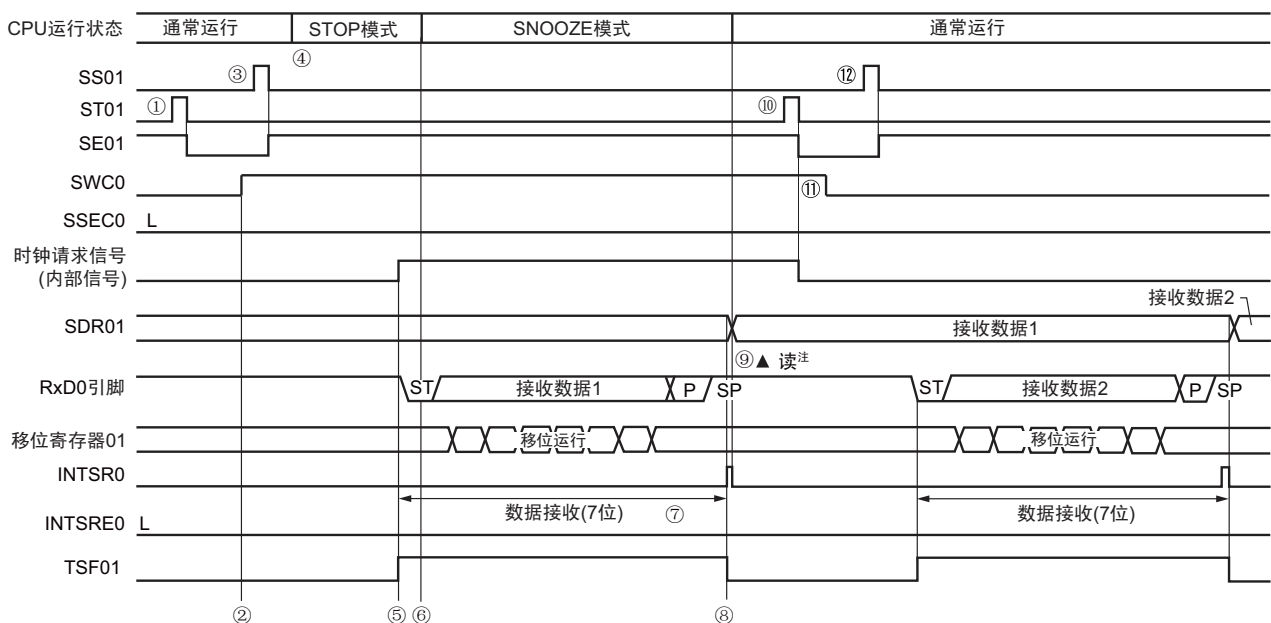 CPU运行状态 通常运行 STOP模式 SNOOZE模式 通常运行
④
SS01 ③ ⑫
ST01 ① ⑩
SE01
SWC0 ⑪
SSEC0 L
时钟请求信号
(内部信号)
接收数据2
SDR01 接收数据1
⑨▲ 读注
RxD0引脚 ST 接收数据1 P SP ST 接收数据2 P SP
移位寄存器01 移位运行 移位运行
INTSR0
数据接收(7位) ⑦ 数据接收(7位)
INTSRE0 L
TSF01
② ⑤ ⑥ ⑧